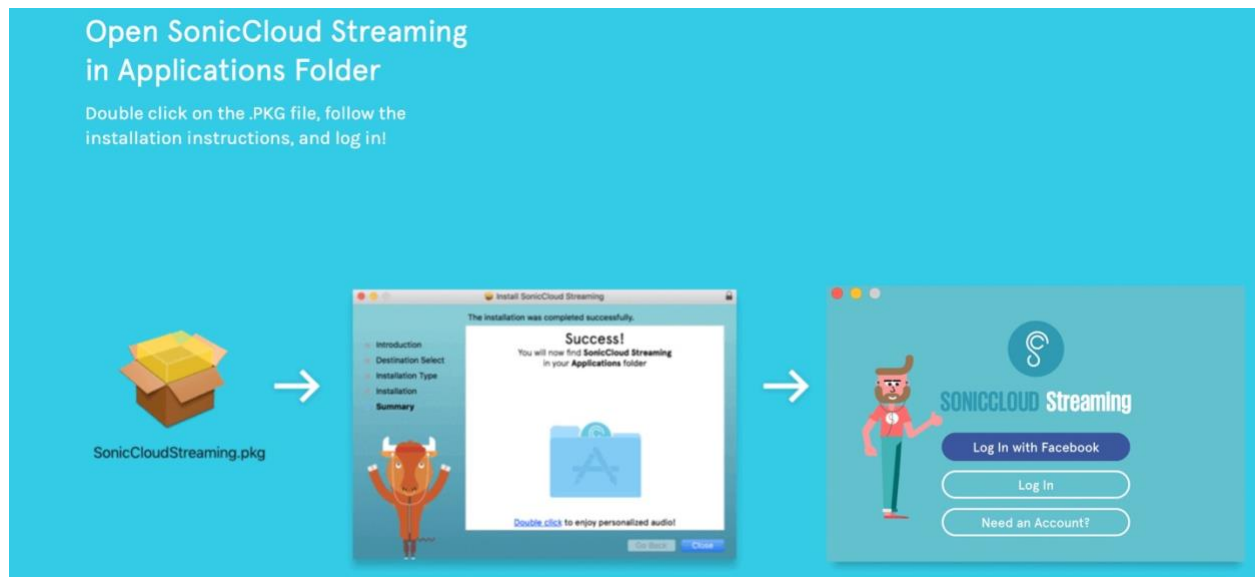 Open SonicCloud Streaming
in Applications Folder
Double click on the .PKG file, follow the
installation instructions, and log in!
SonicCloudStreaming.pkg
Install SonicCloud Streaming
The installation was completed successfully.
Introduction
Destination Select
Installation Type
Installation
Summary
Success!
You will now find SonicCloud Streaming
in your Applications folder
Double click to enjoy personalized audio!
Go Back
Close
SONICCLOUD Streaming
Log In with Facebook
Log In
Need an Account?